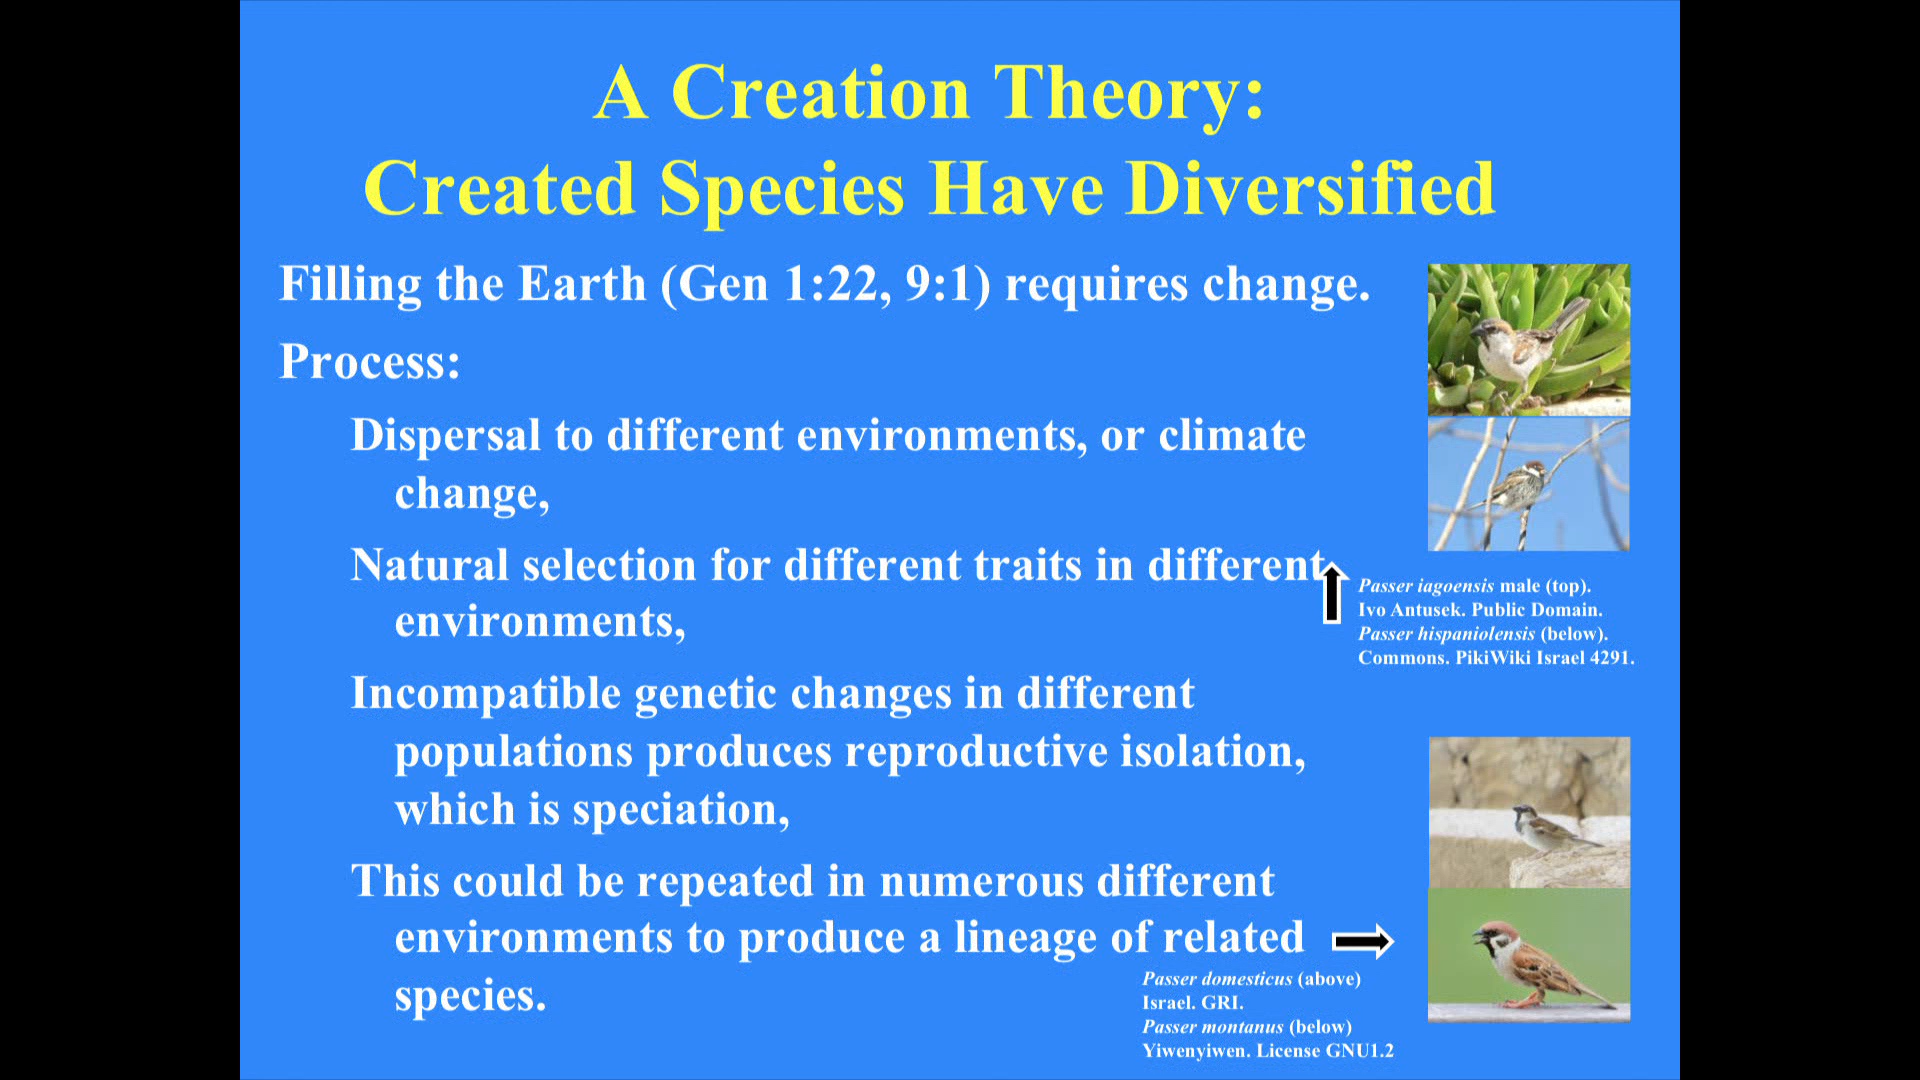 A Creation Theory:
Created Species Have Diversified
Filling the Earth (Gen 1:22, 9:1) requires change.
Process:
Dispersal to different environments, or climate
change,
Natural selection for different traits in different
environments,
Incompatible genetic changes in different
populations produces reproductive isolation,
which is speciation,
This could be repeated in numerous different
environments to produce a lineage of related
species.
Passer iagoensis male (top).
Ivo Antusek. Public Domain.
Passer hispaniolensis (below).
Commons. PikiWiki Israel 4291.
Passer domesticus (above)
Israel. GRI.
Passer montanus (below)
Yiwenyiwen. License GNU1.2